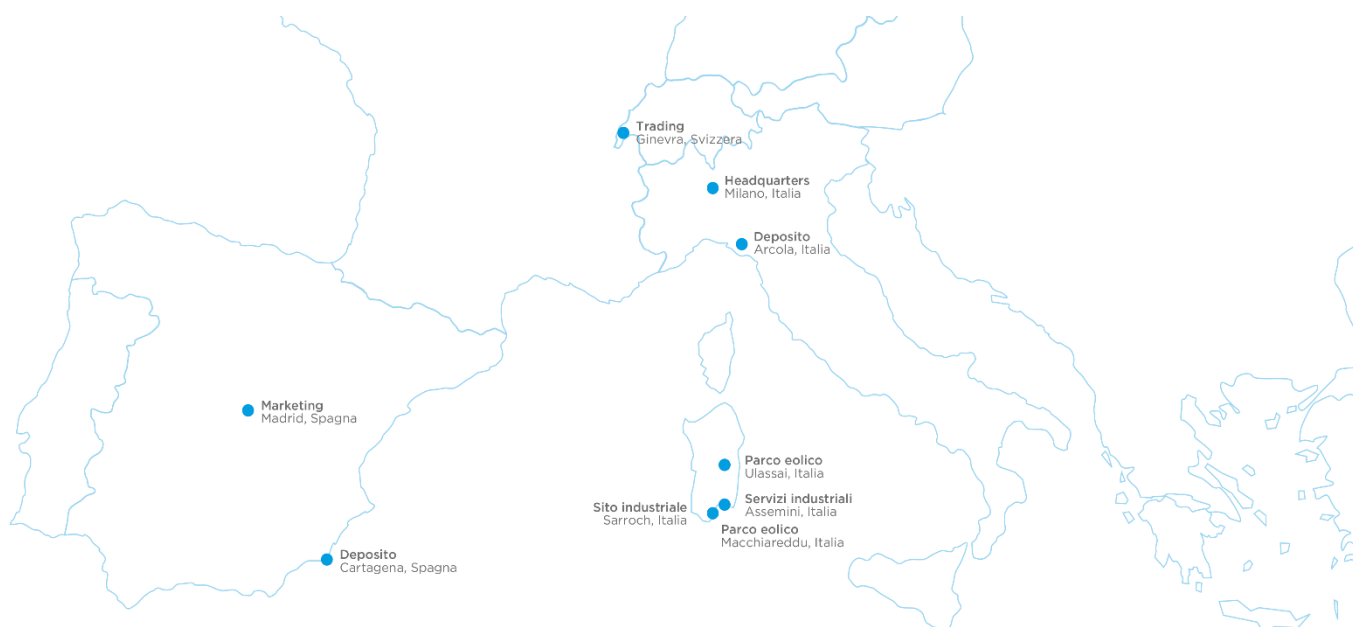 Trading
Ginevra, Svizzera
Headquarters
Milano, Italia
Deposito
Arcola, Italia
Marketing
Madrid, Spagna
Parco eolico
Ulassai, Italia
Servizi industriali
Assemini, Italia
Sito industriale
Sarroch, Italia
Parco eolico
Macchiareddu, Italia
Deposito
Cartagena, Spagna